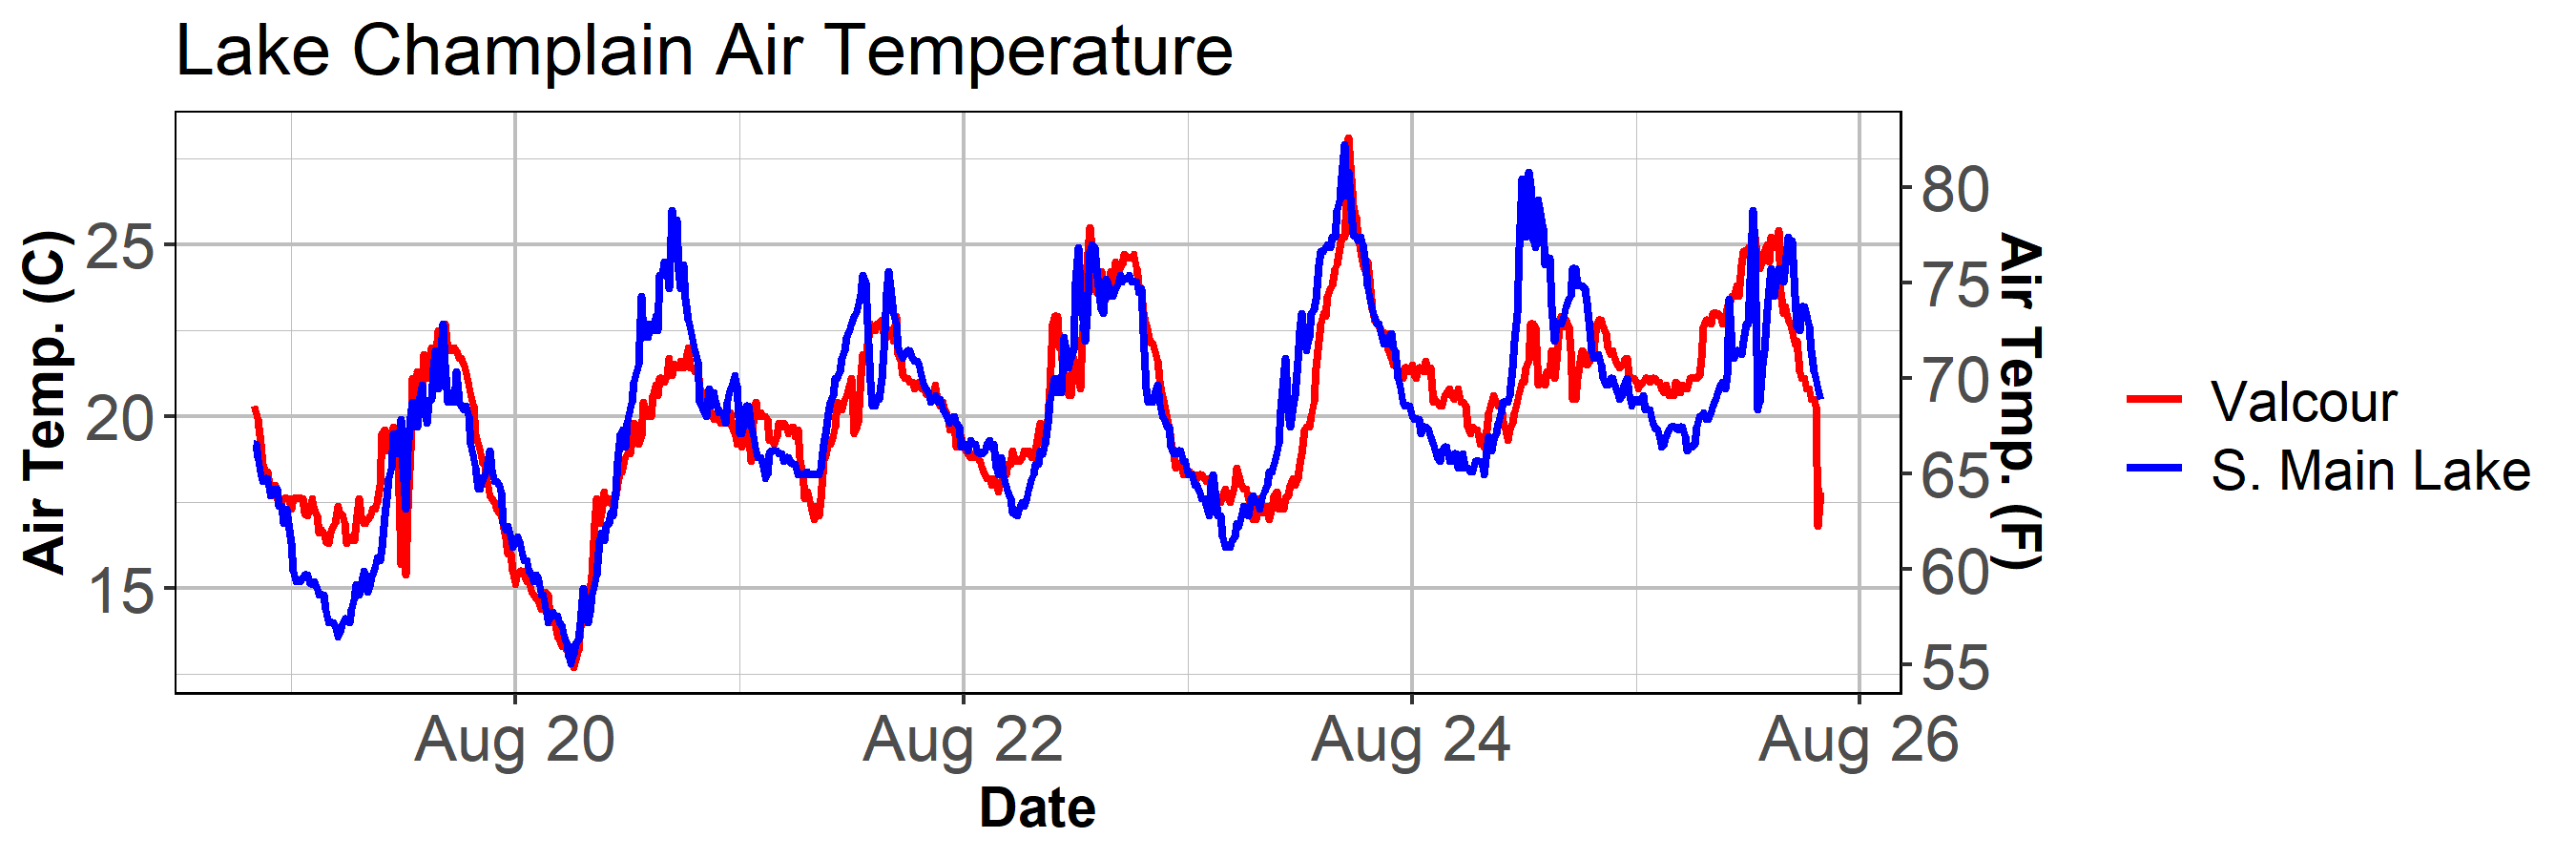 Lake Champlain Air Temperature
Air Temp. (C)
25
20
15
80
75
70
65
60
55
Air Temp. (F)
Aug 20
Aug 22
Aug 24
Aug 26
Date
Valcour
S. Main Lake